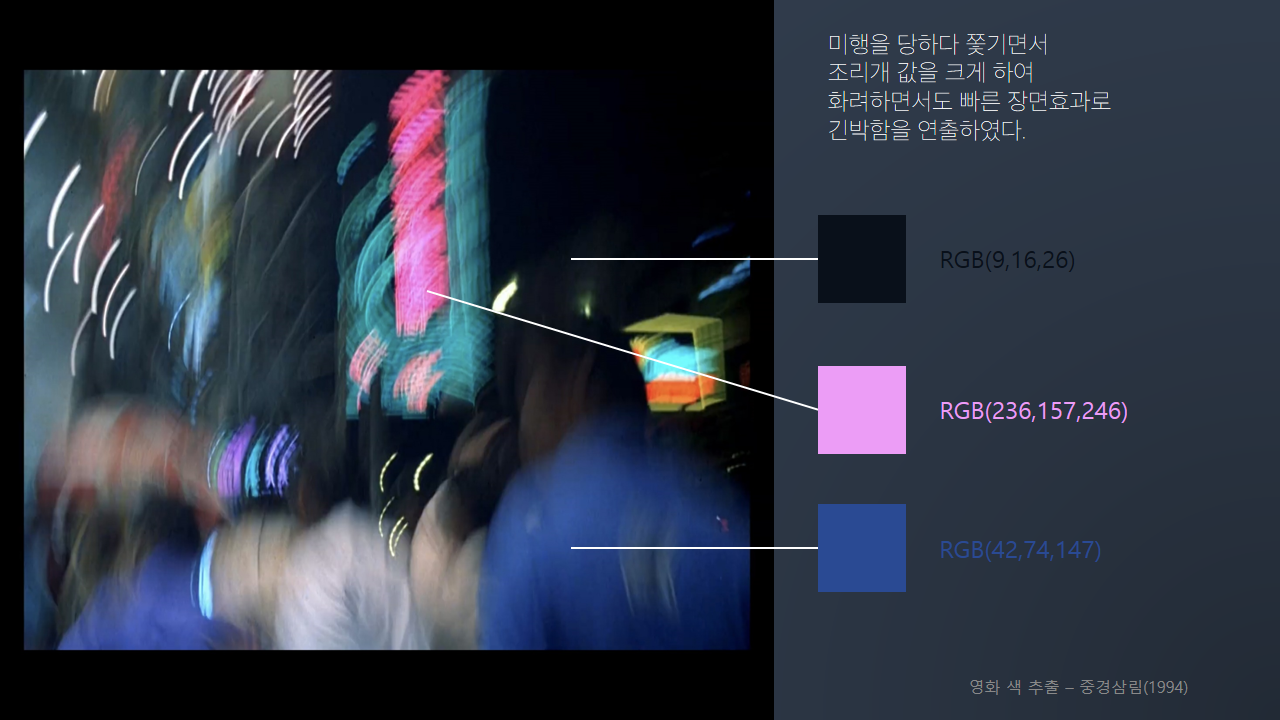 미행을 당하다 쫓기면서
조리개 값을 크게 하여
화려하면서도 빠른 장면효과로
긴박함을 연출하였다.
RGB(9,16,26)
RGB(236,157,246)
RGB(42,74,147)
영화 색 추출 – 중경삼림(1994)